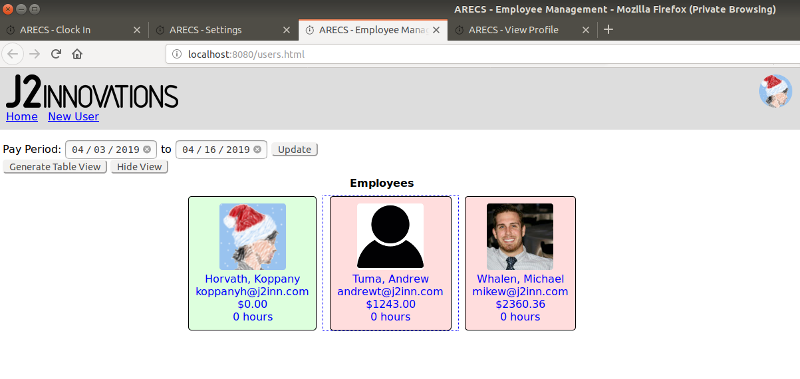 ARECS - Employee Management - Mozilla Firefox (Private Browsing)
ARECS - Clock In
ARECS - Settings
ARECS - Employee Manag
ARECS - View Profile
localhost:8080/users.html
J2INNOVATIONS
Home New User
Pay Period: 04 / 03 / 2019 to 04 / 16 / 2019 Update
Generate Table View Hide View
Employees
Horvath, Koppany
koppanyh@j2inn.com
$0.00
0 hours
Tuma, Andrew
andrewt@j2inn.com
$1243.00
0 hours
Whalen, Michael
mikew@j2inn.com
$2360.36
0 hours